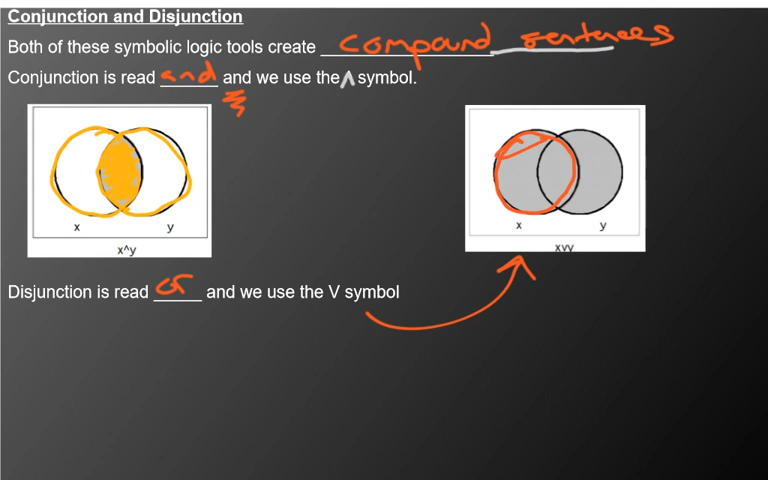 Conjunction and Disjunction
Both of these symbolic logic tools create compound sentences
Conjunction is read and and we use the ∧ symbol.
x y
x^y
x y
xvy
Disjunction is read or and we use the V symbol